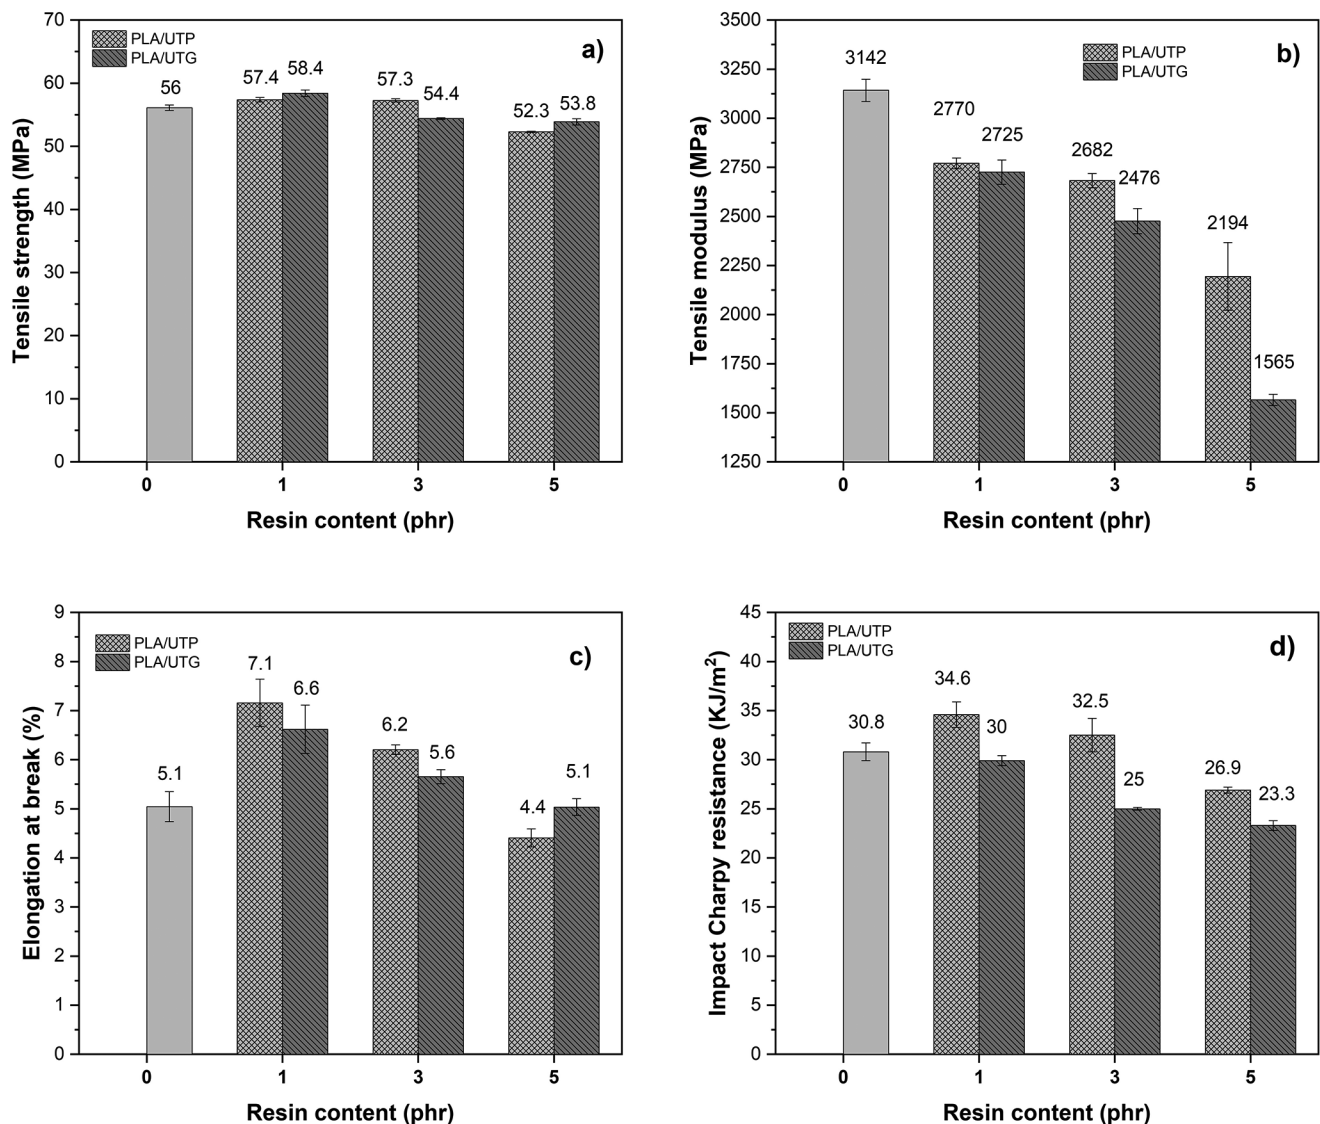 70
60
50
40
30
20
10
0
Tensile strength (MPa)
PLA/UTP
PLA/UTG
a)
56
57.4
58.4
57.3
54.4
52.3
53.8
0 1 3 5
Resin content (phr)
3500
3250
3000
2750
2500
2250
2000
1750
1500
1250
Tensile modulus (MPa)
PLA/UTP
PLA/UTG
b)
3142
2770
2725
2682
2476
2194
1565
0 1 3 5
Resin content (phr)
9
8
7
6
5
4
3
2
1
0
Elongation at break (%)
PLA/UTP
PLA/UTG
c)
5.1
7.1
6.6
6.2
5.6
4.4
5.1
0 1 3 5
Resin content (phr)
45
40
35
30
25
20
15
10
5
0
Impact Charpy resistance (KJ/m²)
PLA/UTP
PLA/UTG
d)
30.8
34.6
30
32.5
25
26.9
23.3
0 1 3 5
Resin content (phr)